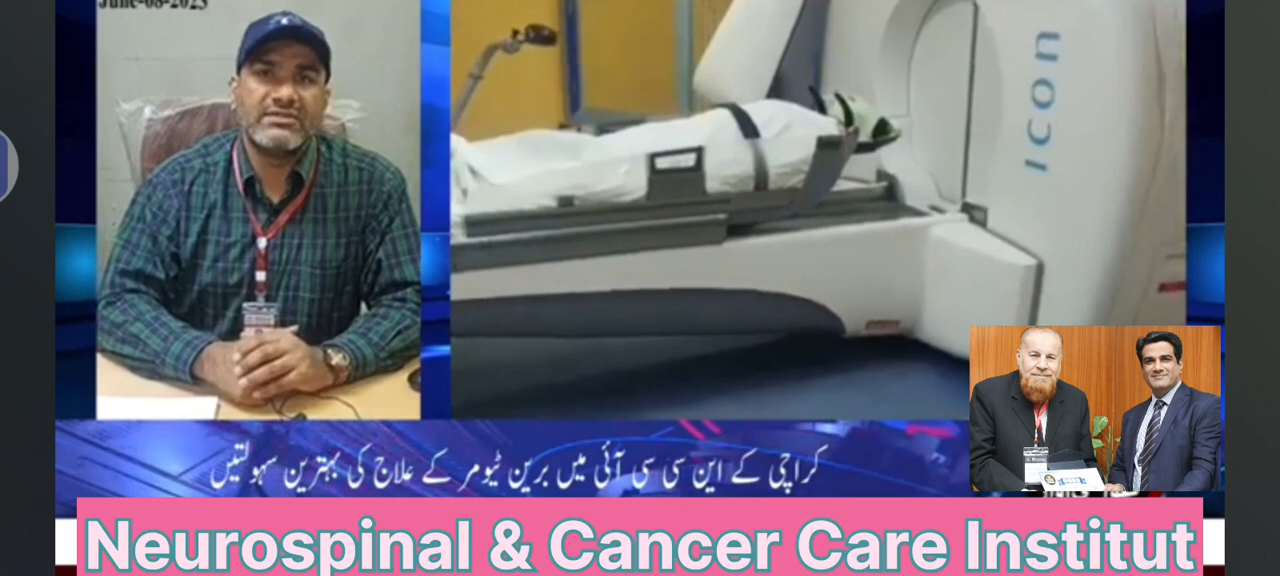 June-08-2023
ıcon
کراچی کے این سی سی آئی میں برین ٹیومر کے علاج کی بہترین سہولتیں
Neurospinal & Cancer Care Institut